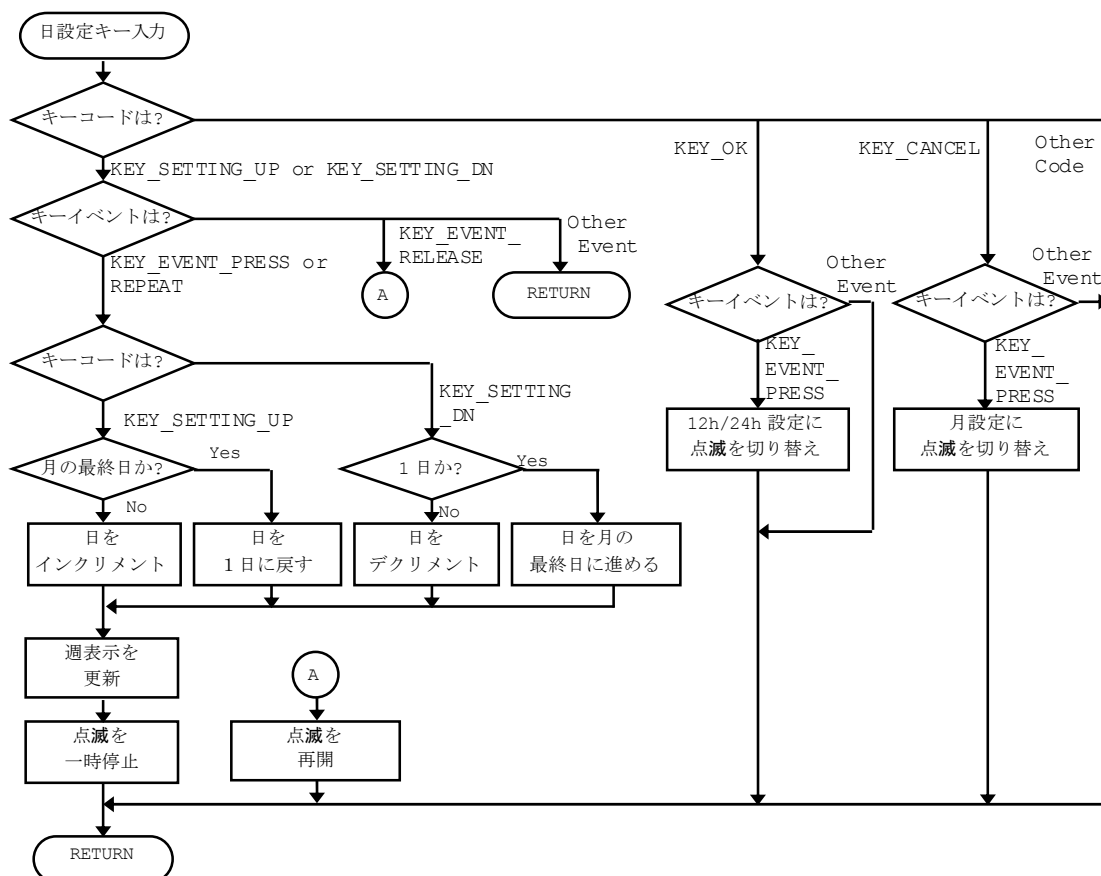 日設定キー入力
キーコードは?
KEY_OK
KEY_CANCEL
Other
Code
KEY_SETTING_UP or KEY_SETTING_DN
キーイベントは?
KEY_EVENT_
RELEASE
Other
Event
KEY_EVENT_PRESS or
REPEAT
A
RETURN
キーイベントは?
Other
Event
キーイベントは?
Other
Event
KEY_
EVENT_
PRESS
KEY_
EVENT_
PRESS
キーコードは?
KEY_SETTING
_DN
KEY_SETTING_UP
12h/24h 設定に
点滅を切り替え
月設定に
点滅を切り替え
月の最終日か?
Yes
1 日か?
Yes
No
No
日を
インクリメント
日を
1 日に戻す
日を
デクリメント
日を月の
最終日に進める
週表示を
更新
A
点滅を
一時停止
点滅を
再開
RETURN